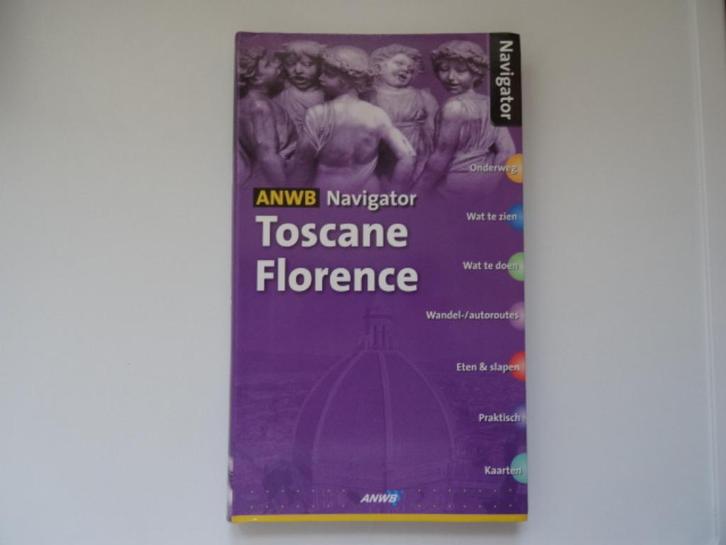 Navigator
Onderweg
ANWB Navigator
Toscane
Florence
Wat te zien
Wat te doen
Wandel-/autoroutes
Eten & slapen
Praktisch
Kaarten
ANWB